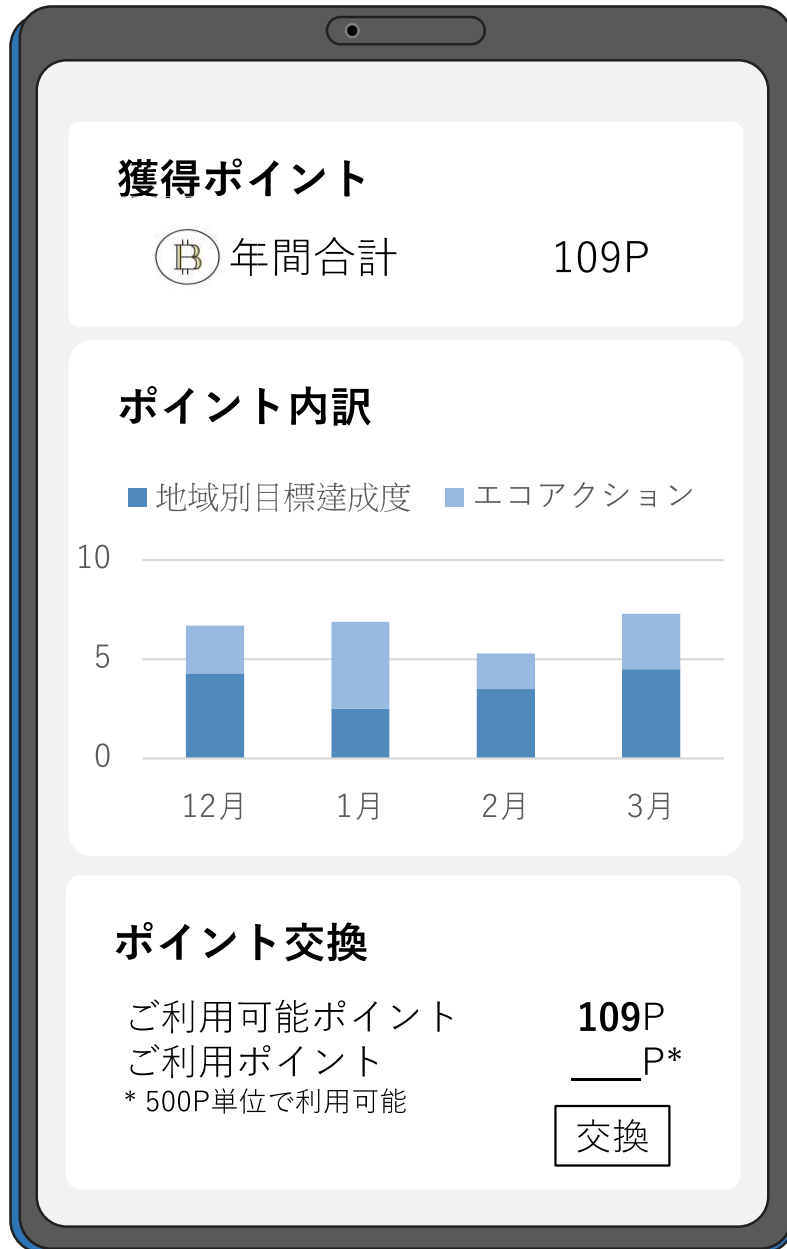 獲得ポイント
年間合計 109P
ポイント内訳
地域別目標達成度 エコアクション
10
5
0
12月 1月 2月 3月
ポイント交換
ご利用可能ポイント 109P
ご利用ポイント ____P*
* 500P単位で利用可能
交換